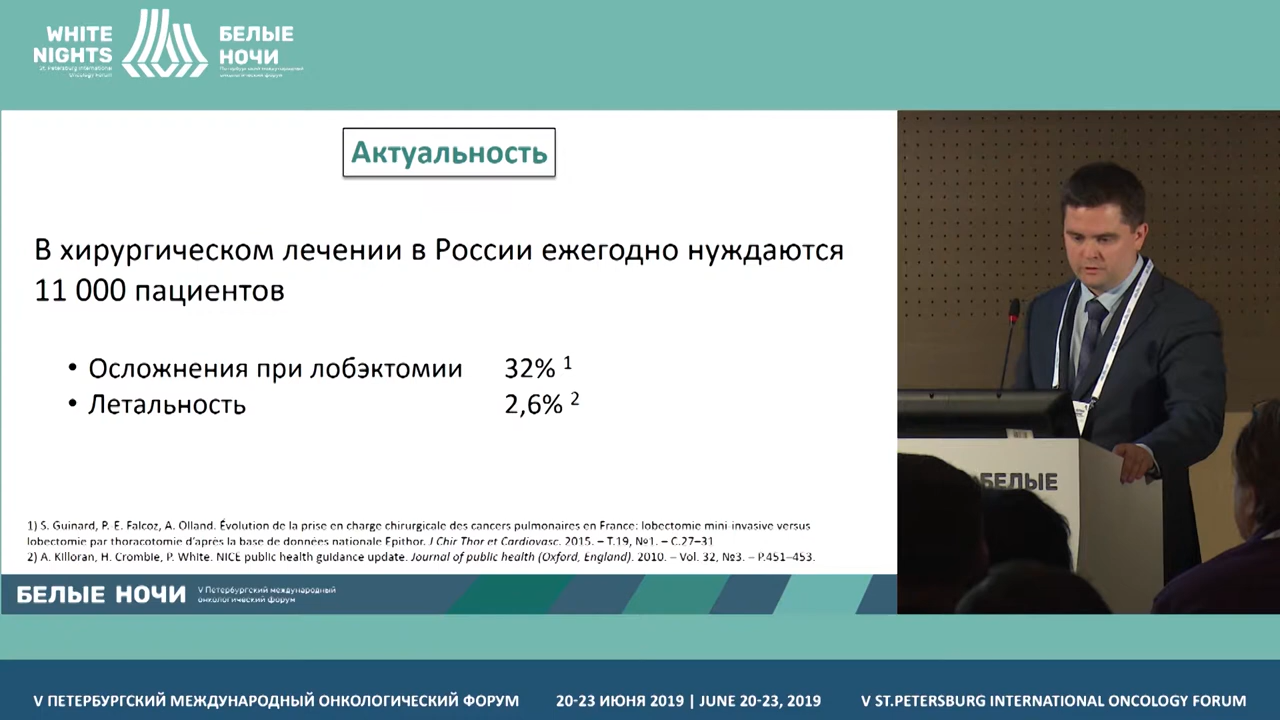 WHITE
NIGHTS
St. Petersburg International
Oncology Forum
БЕЛЫЕ
НОЧИ
Петербургский международный
онкологический форум
Актуальность
В хирургическом лечении в России ежегодно нуждаются
11 000 пациентов
• Осложнения при лобэктомии 32% 1
• Летальность 2,6% 2
1) S. Guinard, P. E. Falcoz, A. Olland. Évolution de la prise en charge chirurgicale des cancers pulmonaires en France: lobectomie mini-invasive versus
lobectomie par thoracotomie d'après la base de données nationale Epithor. J Chir Thor et Cardiovasc. 2015. – T.19, №1. – C.27–31
2) A. Killoran, H. Crombie, P. White. NICE public health guidance update. Journal of public health (Oxford, England). 2010. – Vol. 32, №3. – P.451–453.
БЕЛЫЕ НОЧИ
V Петербургский международный
онкологический форум
БЕЛЫЕ
V ПЕТЕРБУРГСКИЙ МЕЖДУНАРОДНЫЙ ОНКОЛОГИЧЕСКИЙ ФОРУМ 20-23 ИЮНЯ 2019 | JUNE 20-23, 2019 V ST.PETERSBURG INTERNATIONAL ONCOLOGY FORUM